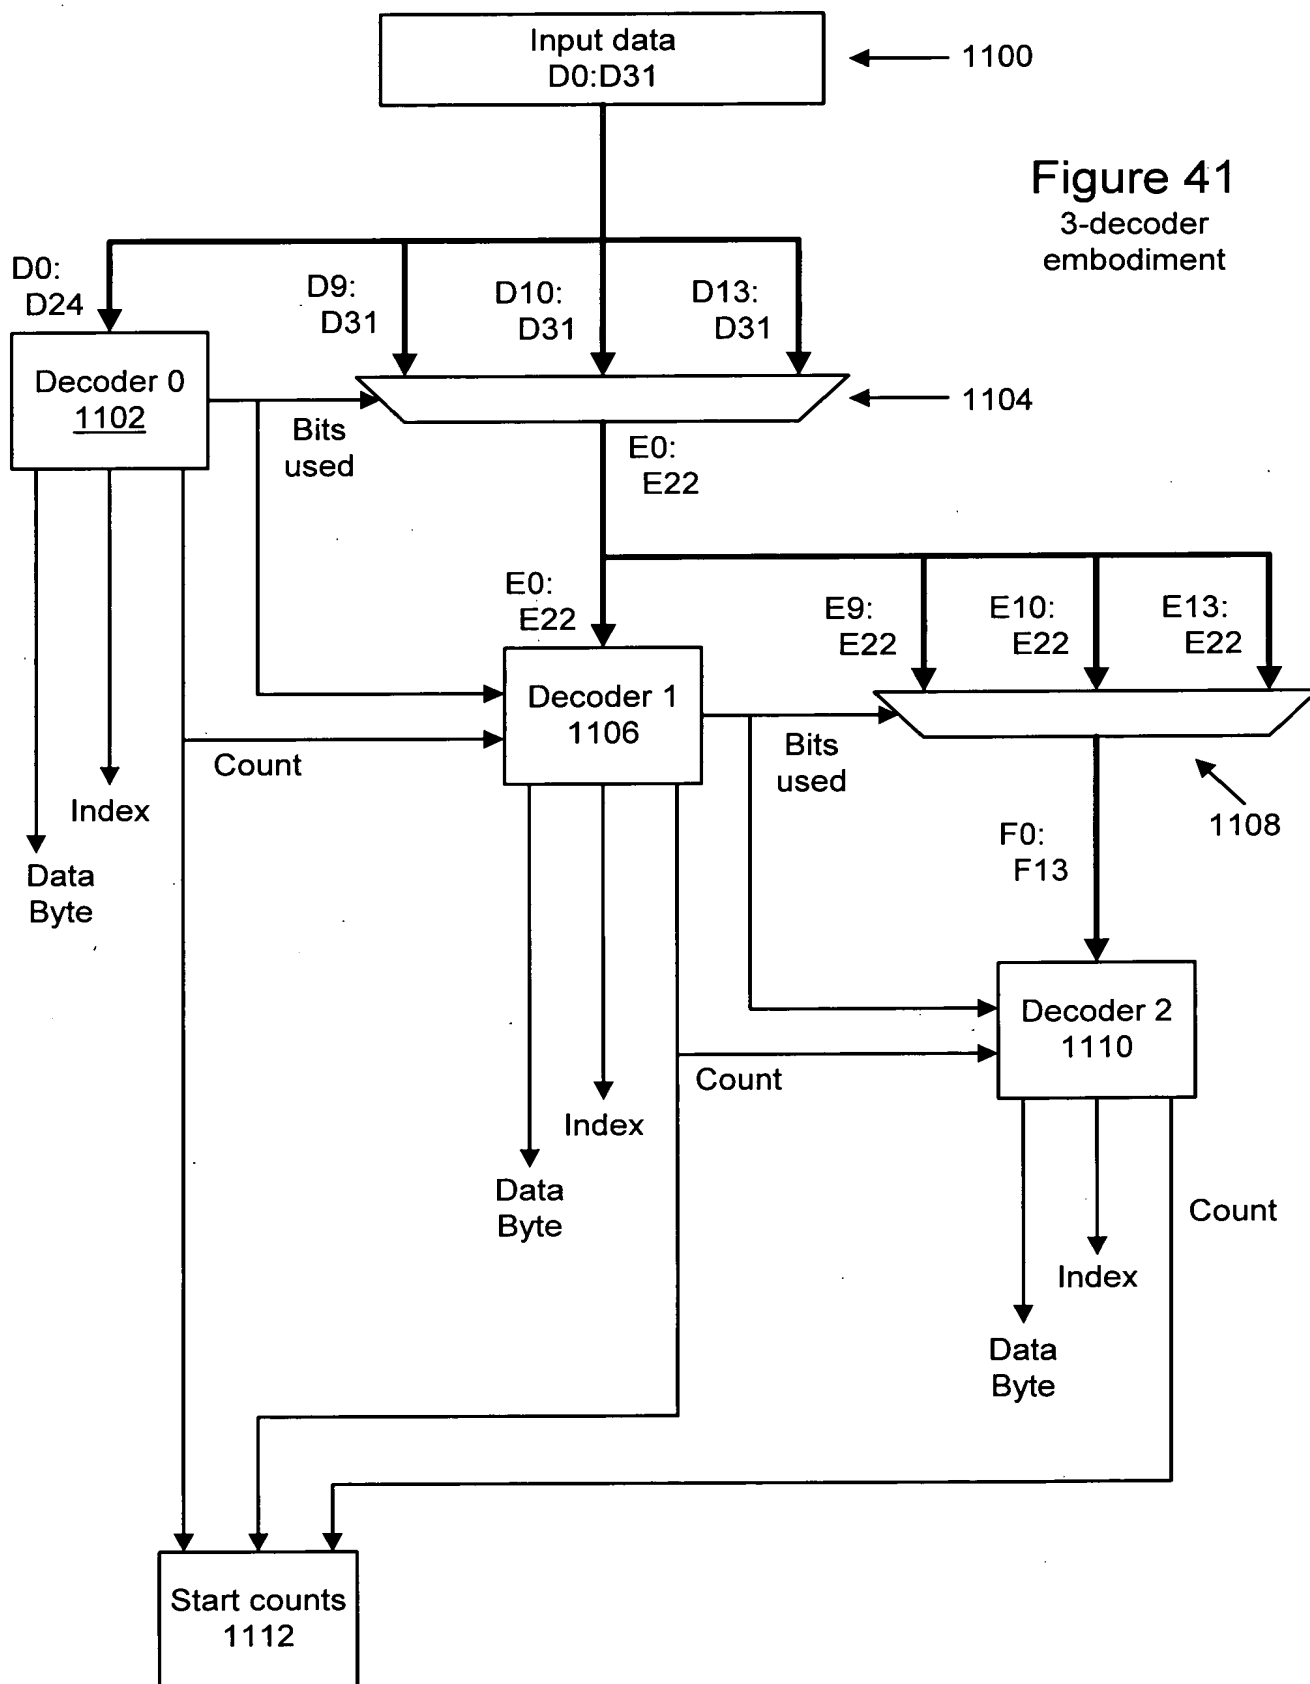 Input data
D0:D31
1100
Figure 41
3-decoder
embodiment
D0:
D24
D9:
D31
D10:
D31
D13:
D31
Decoder 0
1102
Bits
used
1104
E0:
E22
E0:
E22
E9:
E22
E10:
E22
E13:
E22
Decoder 1
1106
Count
Bits
used
1108
Index
Data
Byte
F0:
F13
Decoder 2
1110
Count
Index
Data
Byte
Count
Index
Data
Byte
Start counts
1112